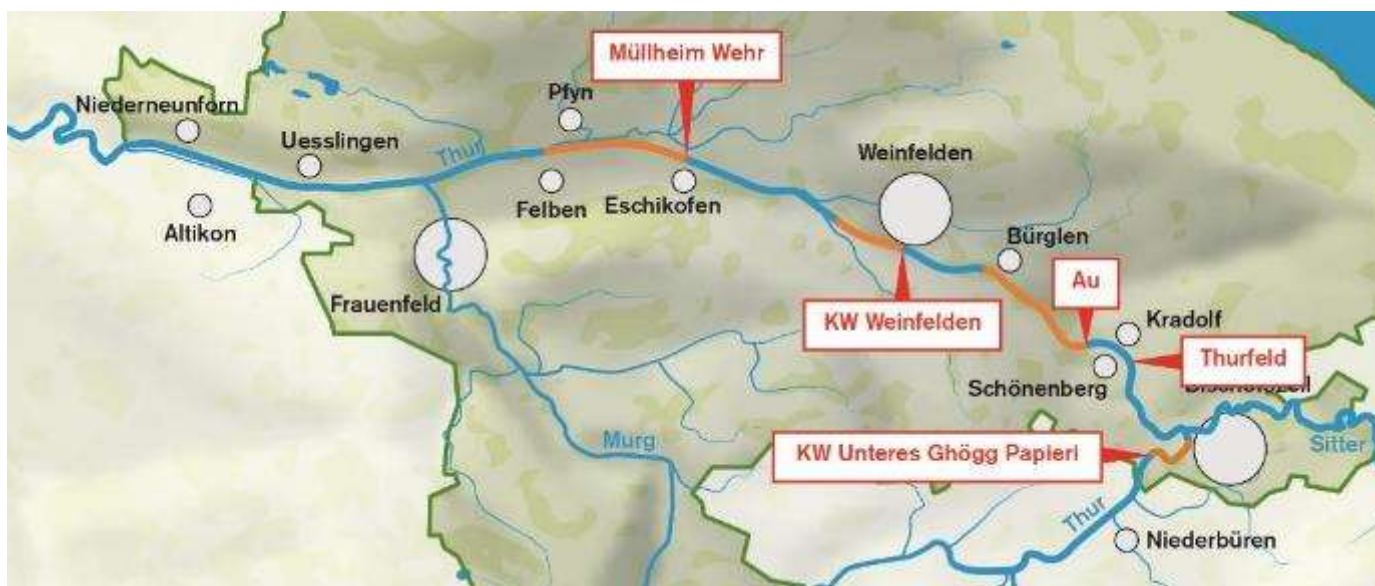 Müllheim Wehr
Niederneunforn
Pfyn
Uesslingen
Thur
Weinfelden
Altikon
Felben
Eschikofen
Bürglen
Au
Frauenfeld
KW Weinfelden
Kradolf
Thurfeld
Schönenberg
Bischofszell
Murg
KW Unteres Ghögg Papieri
Sitter
Thur
Niederbüren